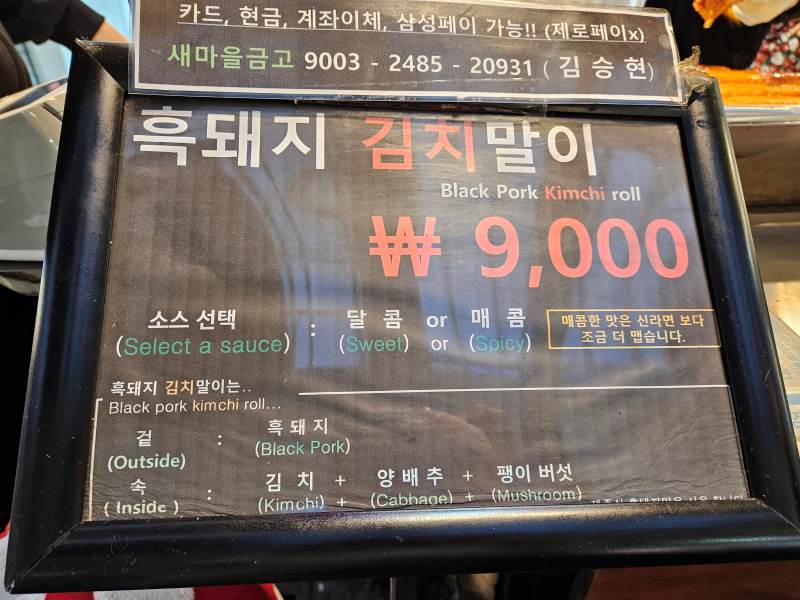 카드, 현금, 계좌이체, 삼성페이 가능!! (제로페이x)
새마을금고 9003 - 2485 - 20931 ( 김 승 현)
흑돼지 김치말이
Black Pork Kimchi roll
₩ 9,000
소스 선택 : 달 콤 or 매 콤
(Select a sauce) (Sweet) or (Spicy)
매콤한 맛은 신라면 보다
조금 더 맵습니다.
흑돼지 김치말이는..
Black pork kimchi roll...
겉 : 흑 돼 지
(Outside) (Black Pork)
속 : 김 치 + 양 배 추 + 팽이 버섯
( Inside ) (Kimchi) + (Cabbage) + (Mushroom)